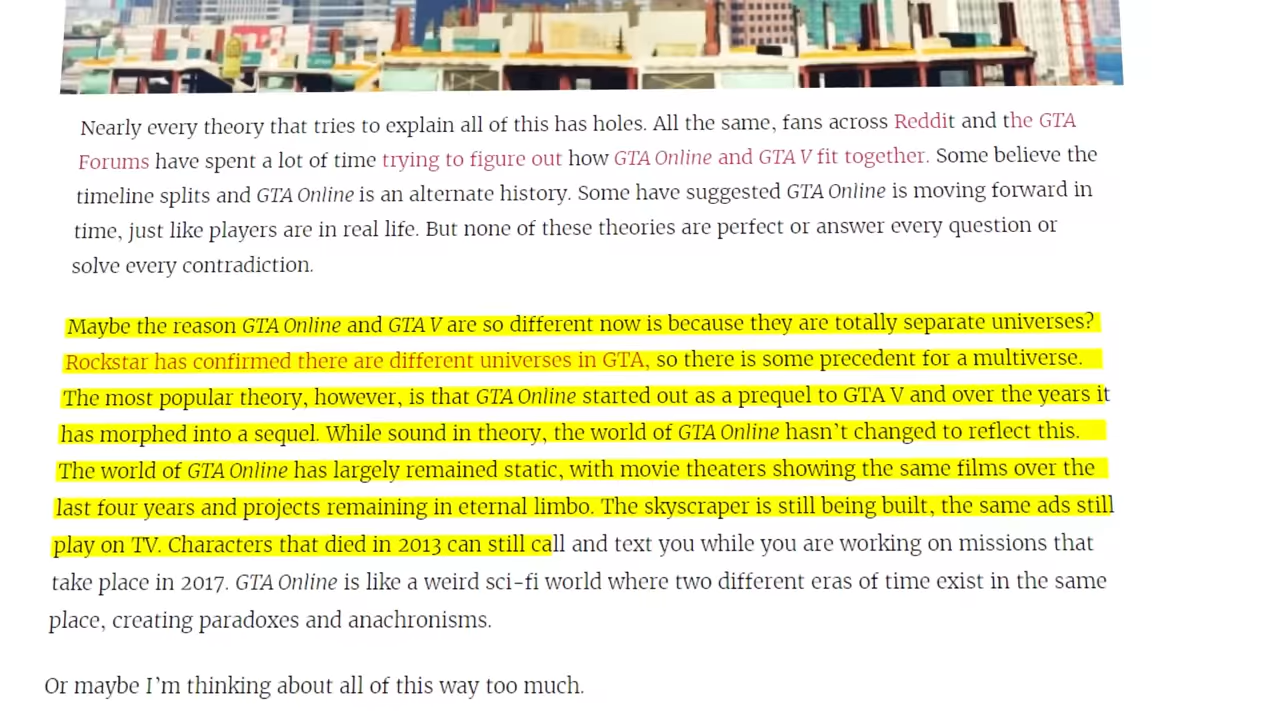 Nearly every theory that tries to explain all of this has holes. All the same, fans across Reddit and the GTA
Forums have spent a lot of time trying to figure out how GTA Online and GTA V fit together. Some believe the
timeline splits and GTA Online is an alternate history. Some have suggested GTA Online is moving forward in
time, just like players are in real life. But none of these theories are perfect or answer every question or
solve every contradiction.
Maybe the reason GTA Online and GTA V are so different now is because they are totally separate universes?
Rockstar has confirmed there are different universes in GTA, so there is some precedent for a multiverse.
The most popular theory, however, is that GTA Online started out as a prequel to GTA V and over the years it
has morphed into a sequel. While sound in theory, the world of GTA Online hasn't changed to reflect this.
The world of GTA Online has largely remained static, with movie theaters showing the same films over the
last four years and projects remaining in eternal limbo. The skyscraper is still being built, the same ads still
play on TV. Characters that died in 2013 can still call and text you while you are working on missions that
take place in 2017. GTA Online is like a weird sci-fi world where two different eras of time exist in the same
place, creating paradoxes and anachronisms.
Or maybe I'm thinking about all of this way too much.